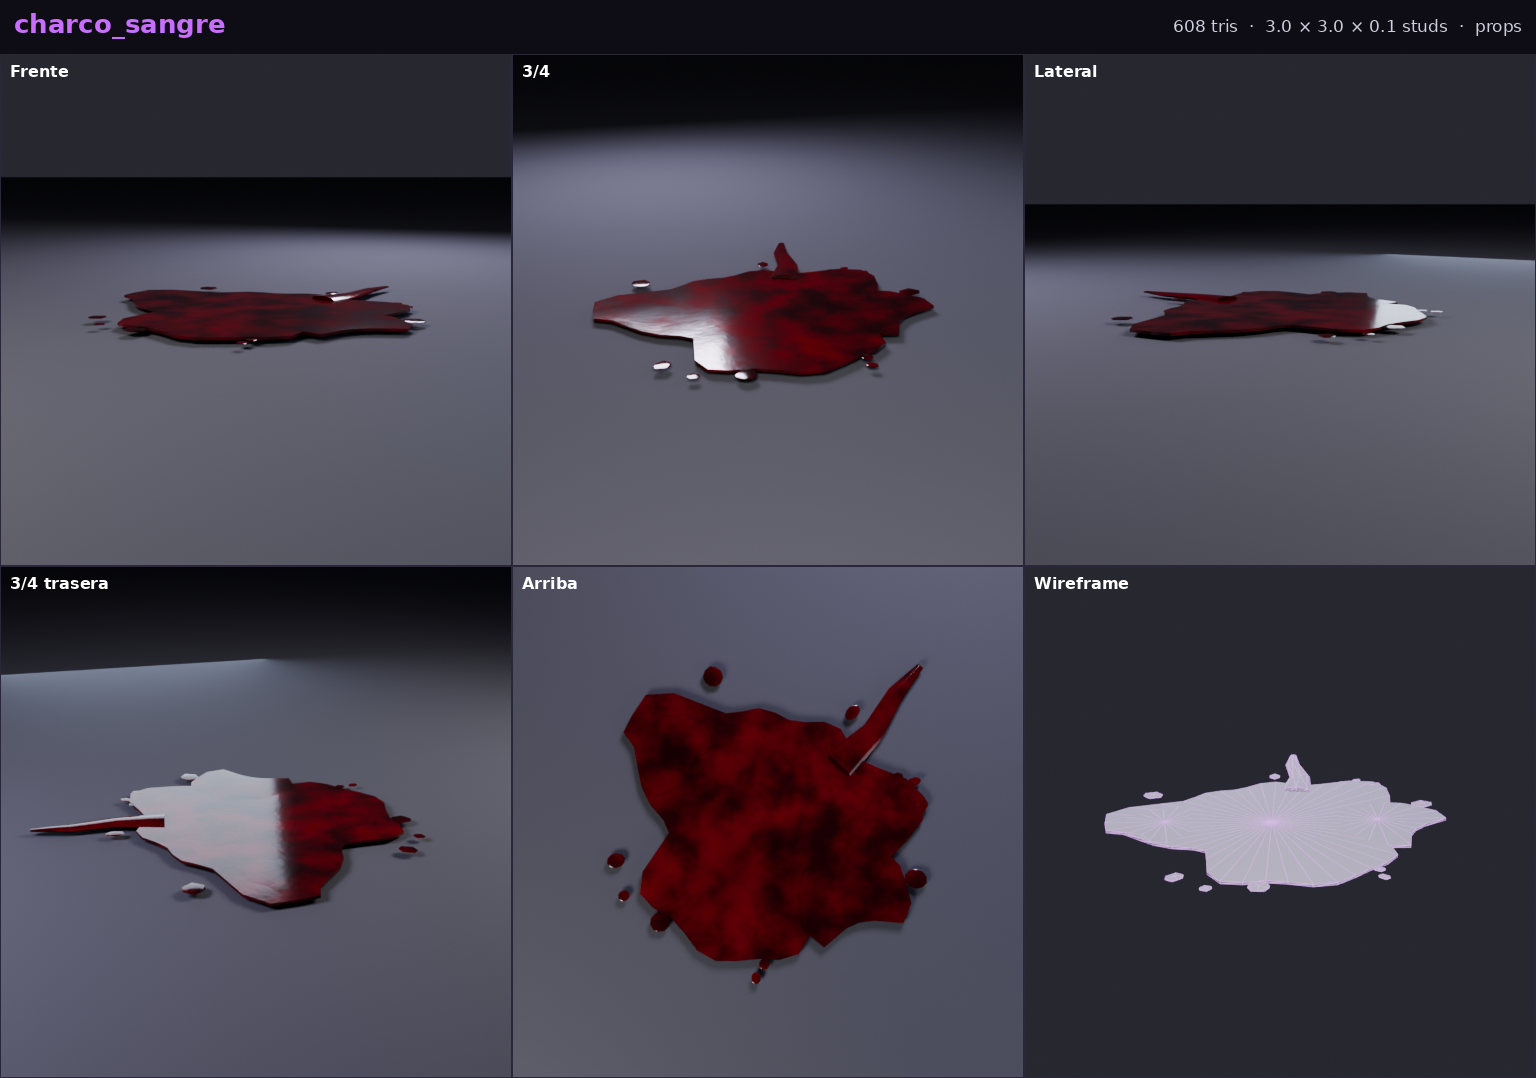 charco_sangre
608 tris · 3.0 × 3.0 × 0.1 studs · props
Frente
3/4
Lateral
3/4 trasera
Arriba
Wireframe